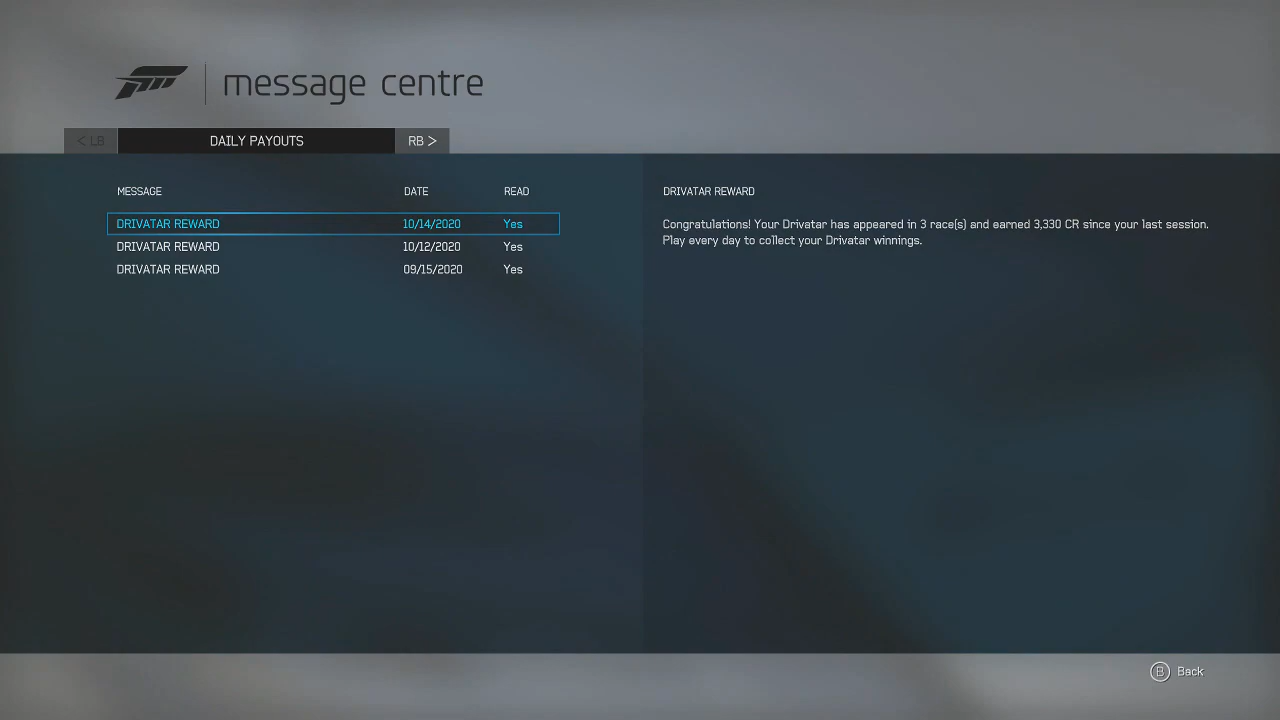 message centre
< LB DAILY PAYOUTS RB >
MESSAGE DATE READ
DRIVATAR REWARD 10/14/2020 Yes
DRIVATAR REWARD 10/12/2020 Yes
DRIVATAR REWARD 09/15/2020 Yes
DRIVATAR REWARD
Congratulations! Your Drivatar has appeared in 3 race(s) and earned 3,330 CR since your last session.
Play every day to collect your Drivatar winnings.
B Back